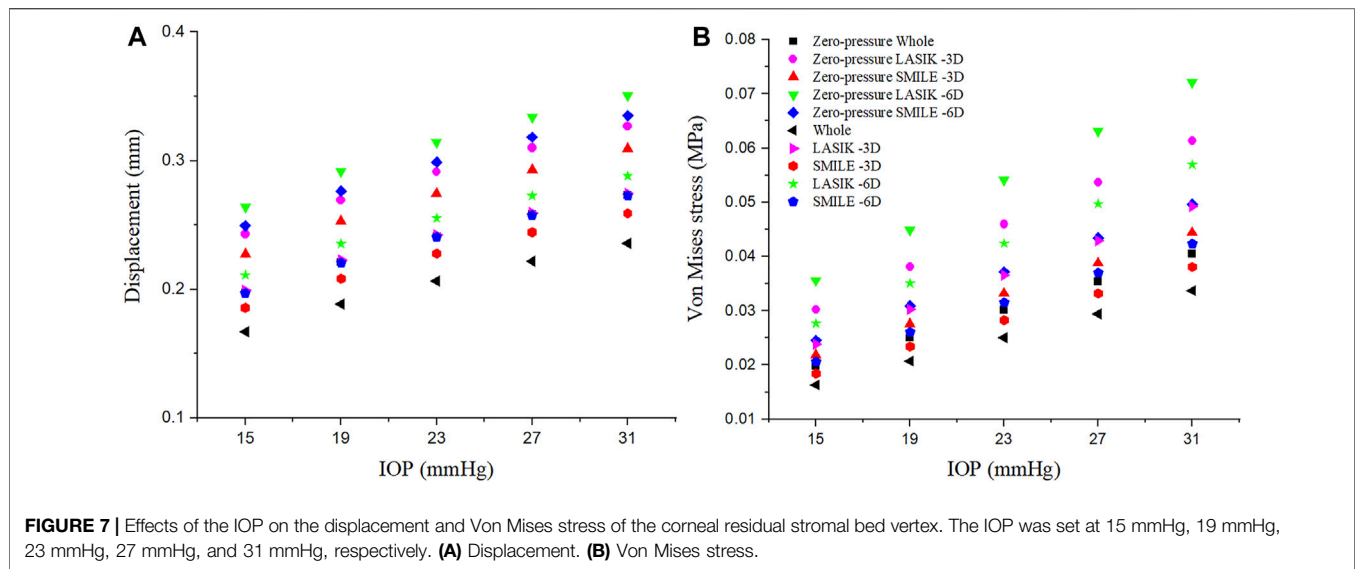 A
0.4
0.3
0.2
0.1
Displacement (mm)
15 19 23 27 31
IOP (mmHg)
B
0.08
0.07
0.06
0.05
0.04
0.03
0.02
0.01
Von Mises stress (MPa)
Zero-pressure Whole
Zero-pressure LASIK -3D
Zero-pressure SMILE -3D
Zero-pressure LASIK -6D
Zero-pressure SMILE -6D
Whole
LASIK -3D
SMILE -3D
LASIK -6D
SMILE -6D
15 19 23 27 31
IOP (mmHg)
FIGURE 7 | Effects of the IOP on the displacement and Von Mises stress of the corneal residual stromal bed vertex. The IOP was set at 15 mmHg, 19 mmHg,
23 mmHg, 27 mmHg, and 31 mmHg, respectively. (A) Displacement. (B) Von Mises stress.